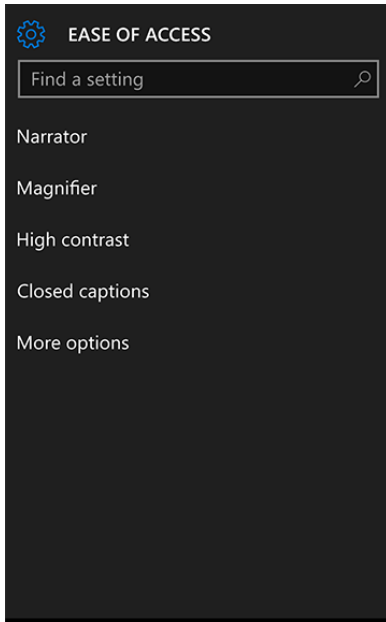 EASE OF ACCESS
Find a setting
Narrator
Magnifier
High contrast
Closed captions
More options